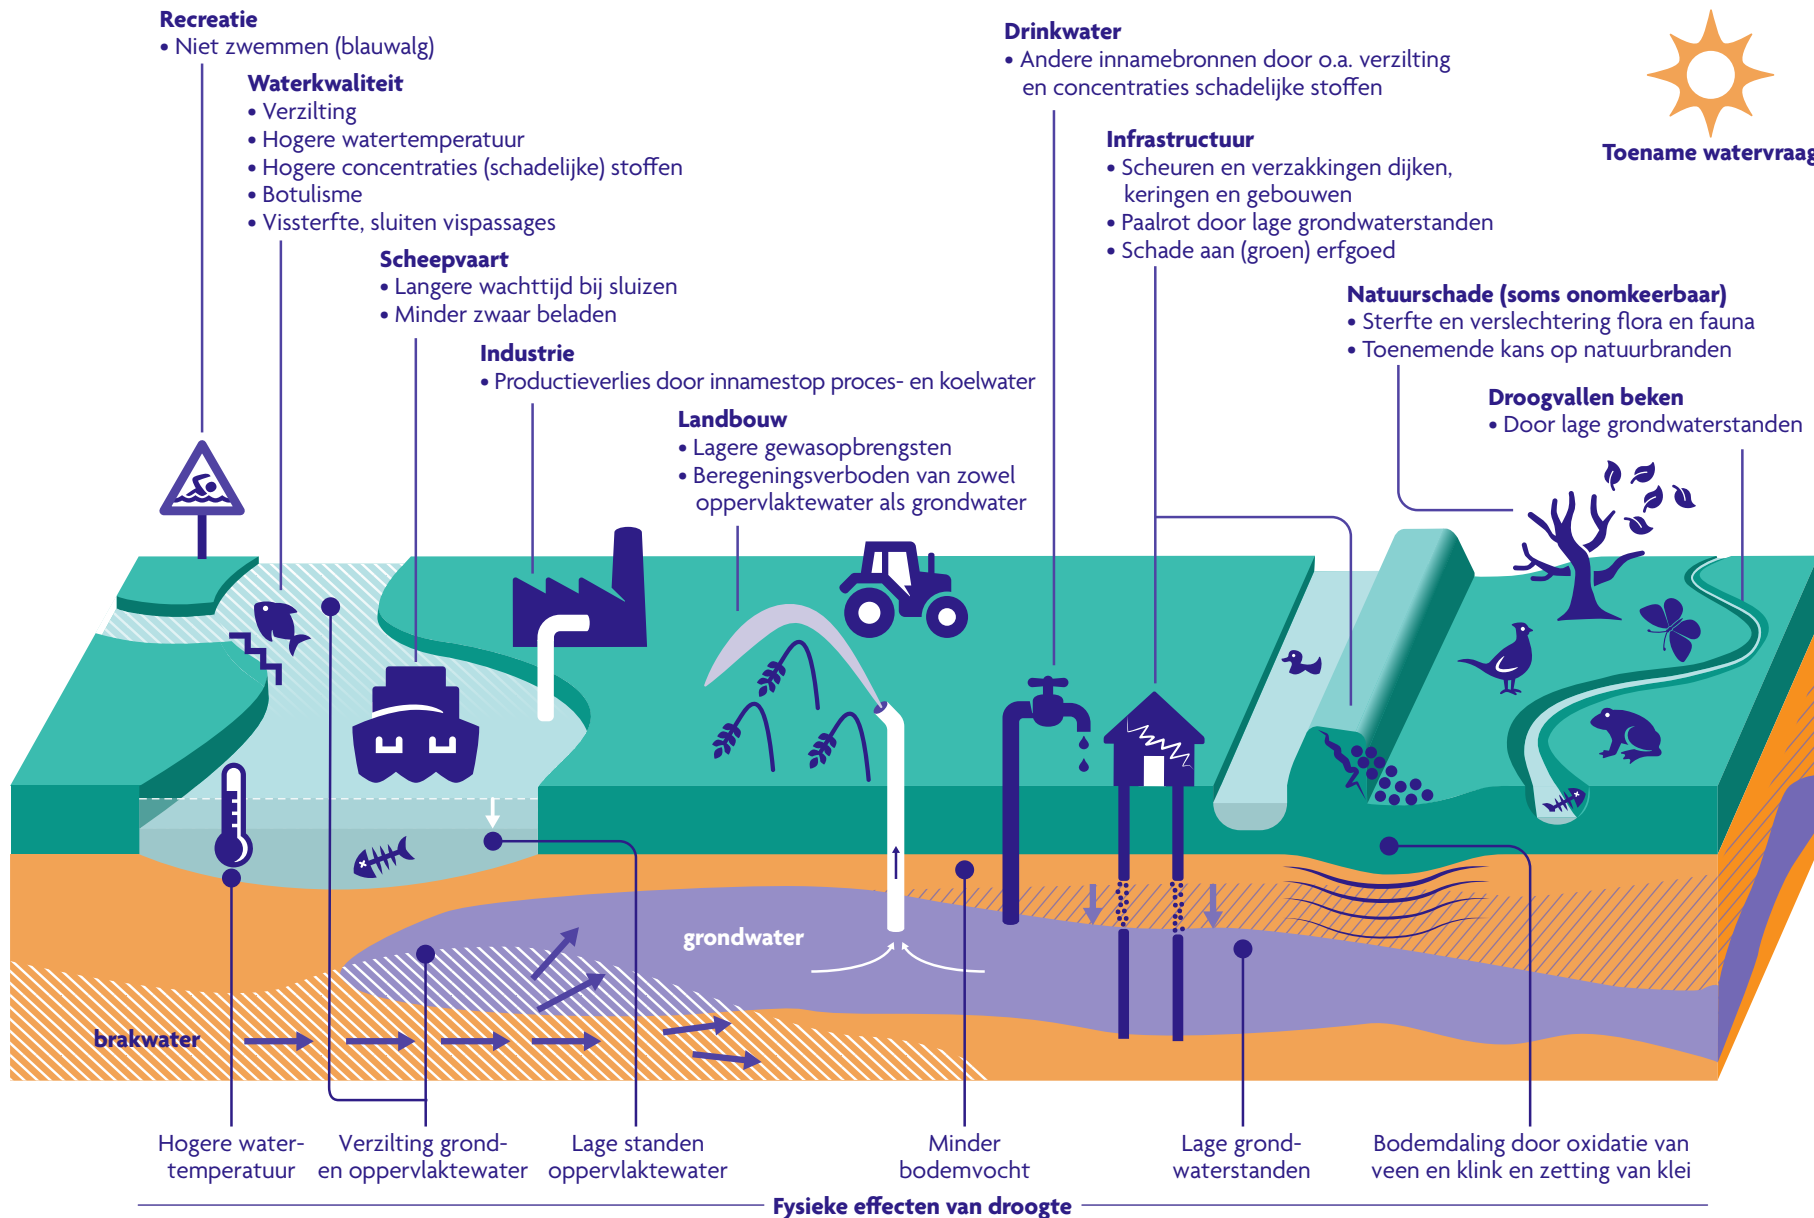 Recreatie
• Niet zwemmen (blauwalg)
Waterkwaliteit
• Verzilting
• Hogere watertemperatuur
• Hogere concentraties (schadelijke) stoffen
• Botulisme
• Vissterfte, sluiten vispassages
Scheepvaart
• Langere wachttijd bij sluizen
• Minder zwaar beladen
Industrie
• Productieverlies door innamestop proces- en koelwater
Landbouw
• Lagere gewasopbrengsten
• Beregeningsverboden van zowel
oppervlaktewater als grondwater
Drinkwater
• Andere innamebronnen door o.a. verzilting
en concentraties schadelijke stoffen
Infrastructuur
• Scheuren en verzakkingen dijken,
keringen en gebouwen
• Paalrot door lage grondwaterstanden
• Schade aan (groen) erfgoed
Toename watervraag
Natuurschade (soms onomkeerbaar)
• Sterfte en verslechtering flora en fauna
• Toenemende kans op natuurbranden
Droogvallen beken
• Door lage grondwaterstanden
grondwater
brakwater
Hogere water-
temperatuur
Verzilting grond-
en oppervlaktewater
Lage standen
oppervlaktewater
Minder
bodemvocht
Lage grond-
waterstanden
Bodemdaling door oxidatie van
veen en klink en zetting van klei
Fysieke effecten van droogte